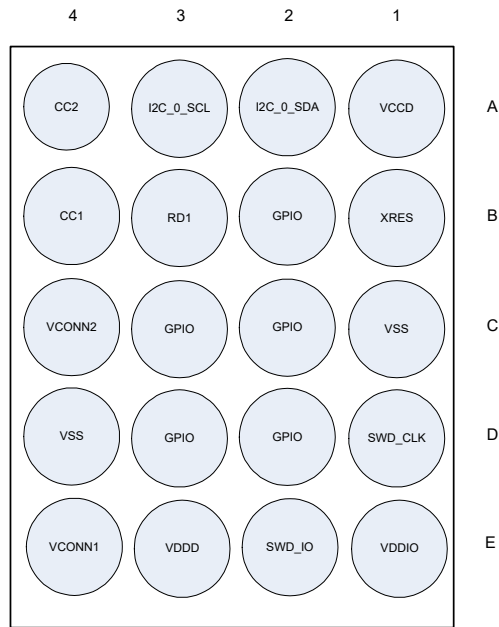 4 3 2 1
CC2 I2C_0_SCL I2C_0_SDA VCCD A
CC1 RD1 GPIO XRES B
VCONN2 GPIO GPIO VSS C
VSS GPIO GPIO SWD_CLK D
VCONN1 VDDD SWD_IO VDDIO E